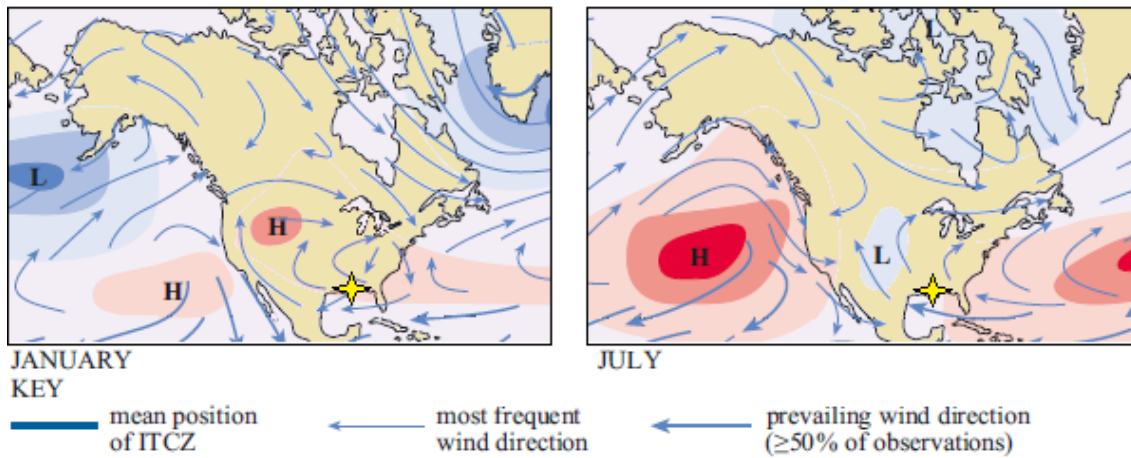 L
H
H
L
H
L
JANUARY
JULY
KEY
mean position
of ITCZ
most frequent
wind direction
prevailing wind direction
(≥50% of observations)